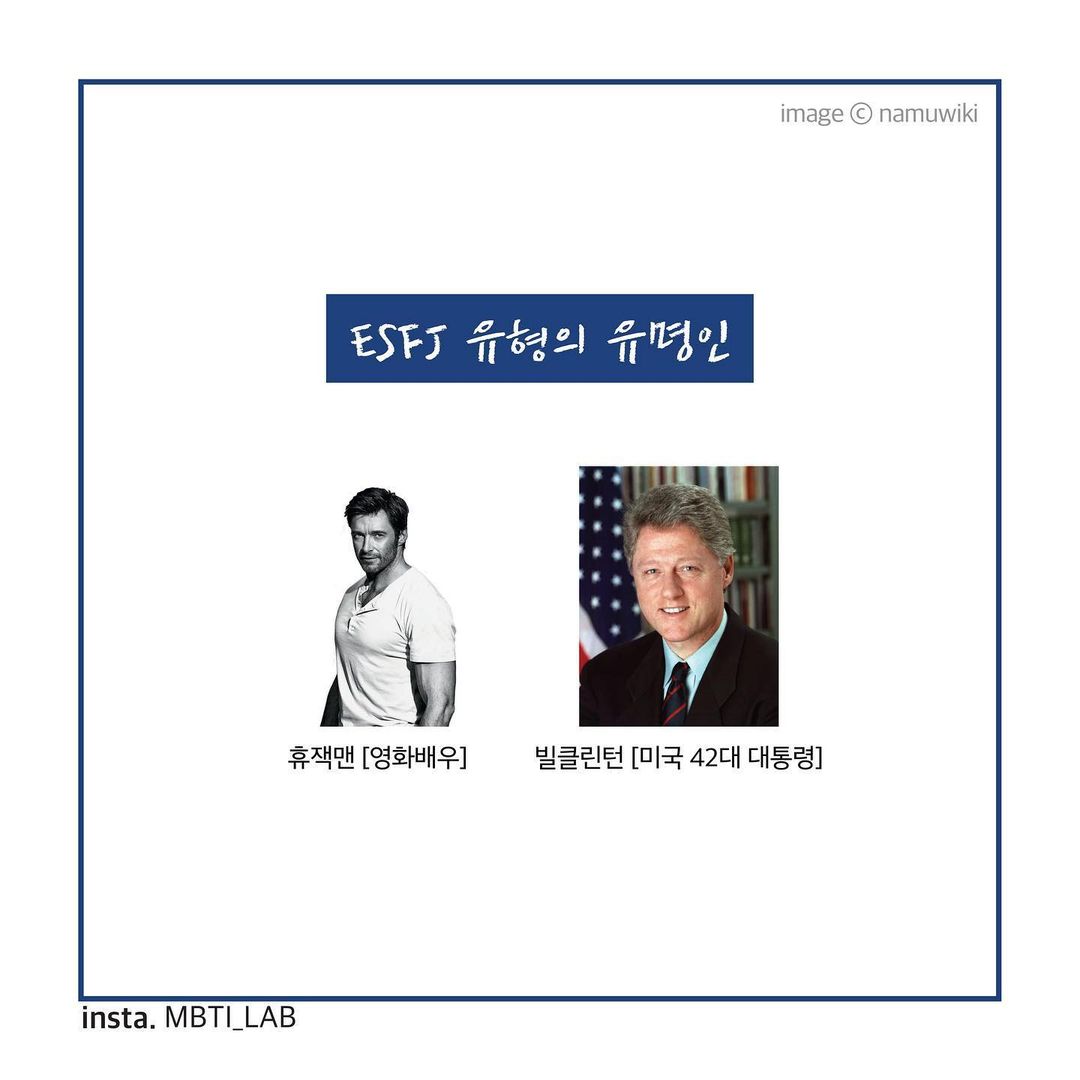 image ⓒ namuwiki
ESFJ 유형의 유명인
휴잭맨 [영화배우]
빌클린턴 [미국 42대 대통령]
insta. MBTI_LAB